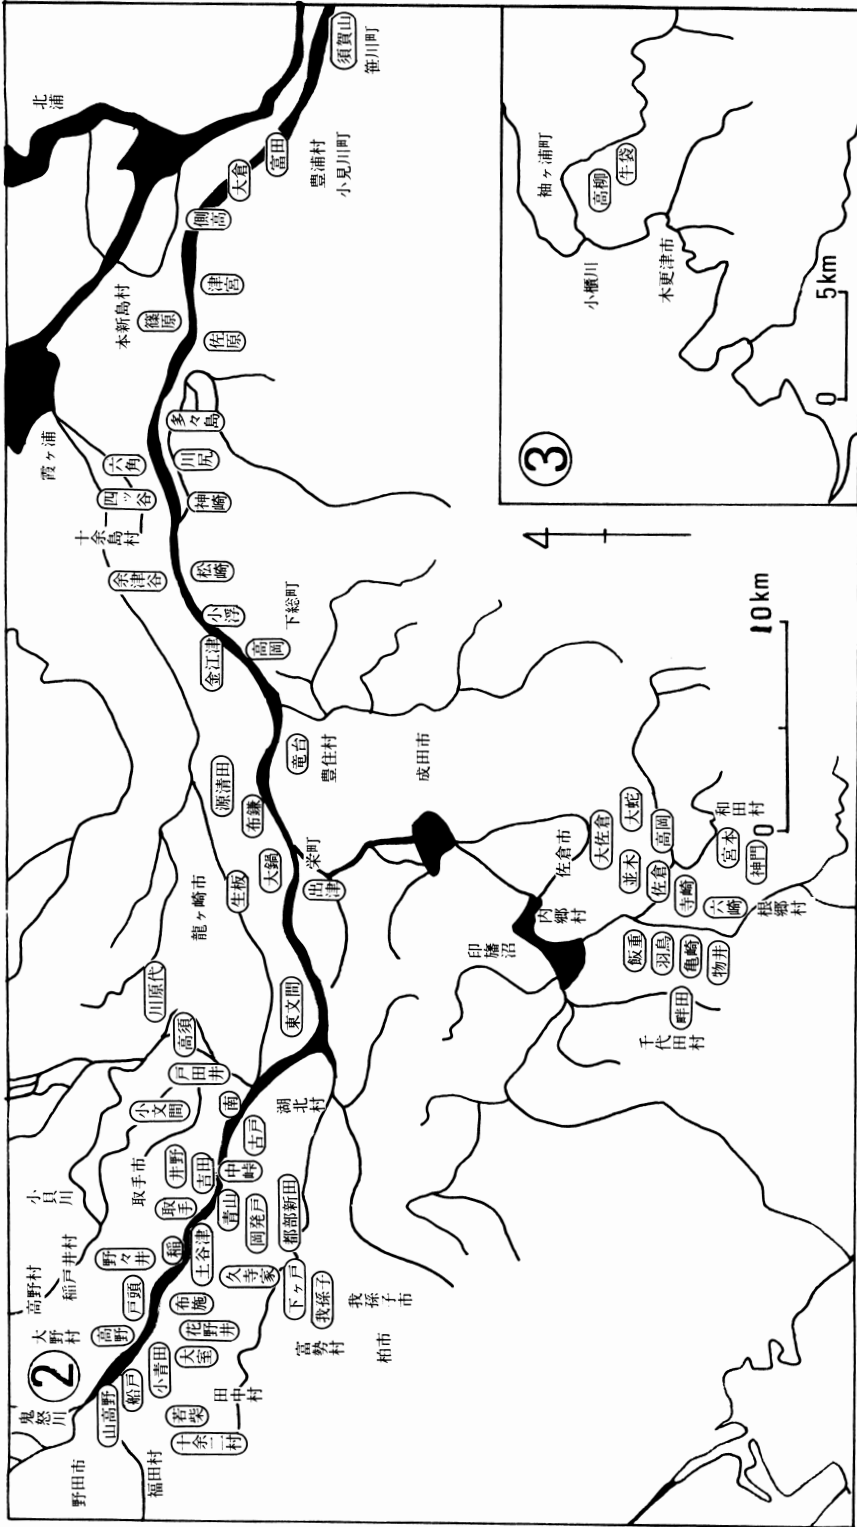 ②
③
鬼怒川
野田市
福田村
大野村
高野村
稲戸井村
小貝川
取手市
山高野
船戸
高野
戸頭
野々井
稲
取手
井野
吉田
小文間
戸田井
高須
川原代
龍ヶ崎市
小青田
大室
花野井
布施
土谷津
青山
中峠
古戸
南
若柴
十余二村
田中村
富勢村
柏市
久寺家
下ヶ戸
我孫子
我孫子市
岡発戸
都部新田
湖北村
東文間
生板
大鍋
布鎌
源清田
出津
栄町
竜台
豊住村
成田市
金江津
高岡
小浮
下総町
松崎
余津谷
十余島村
四ッ谷
六角
神崎
川尻
多々島
霞ヶ浦
佐原
篠原
本新島村
津宮
側高
大倉
富田
豊浦村
小見川町
須賀山
笹川町
北浦
印旛沼
内郷村
佐倉市
大佐倉
大蛇
高岡
並木
佐倉
寺崎
六崎
宮本
神門
和田村
根郷村
飯重
羽鳥
亀崎
物井
畔田
千代田村
4
0
10km
袖ヶ浦町
高柳
牛袋
小櫃川
木更津市
0
5km